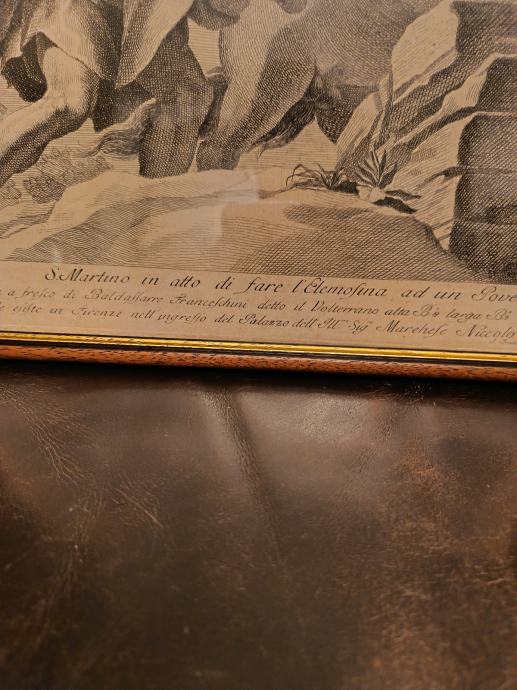 S. Martino in atto di fare l'Elemosina ad un Pove
a fresco di Baldassarre Franceschini detto il Volterrano alta B.ª larga B.ª
esiste in Firenze nell'ingresso del Palazzo dell' Ill.º Sig.ʳ Marchese Nicolo